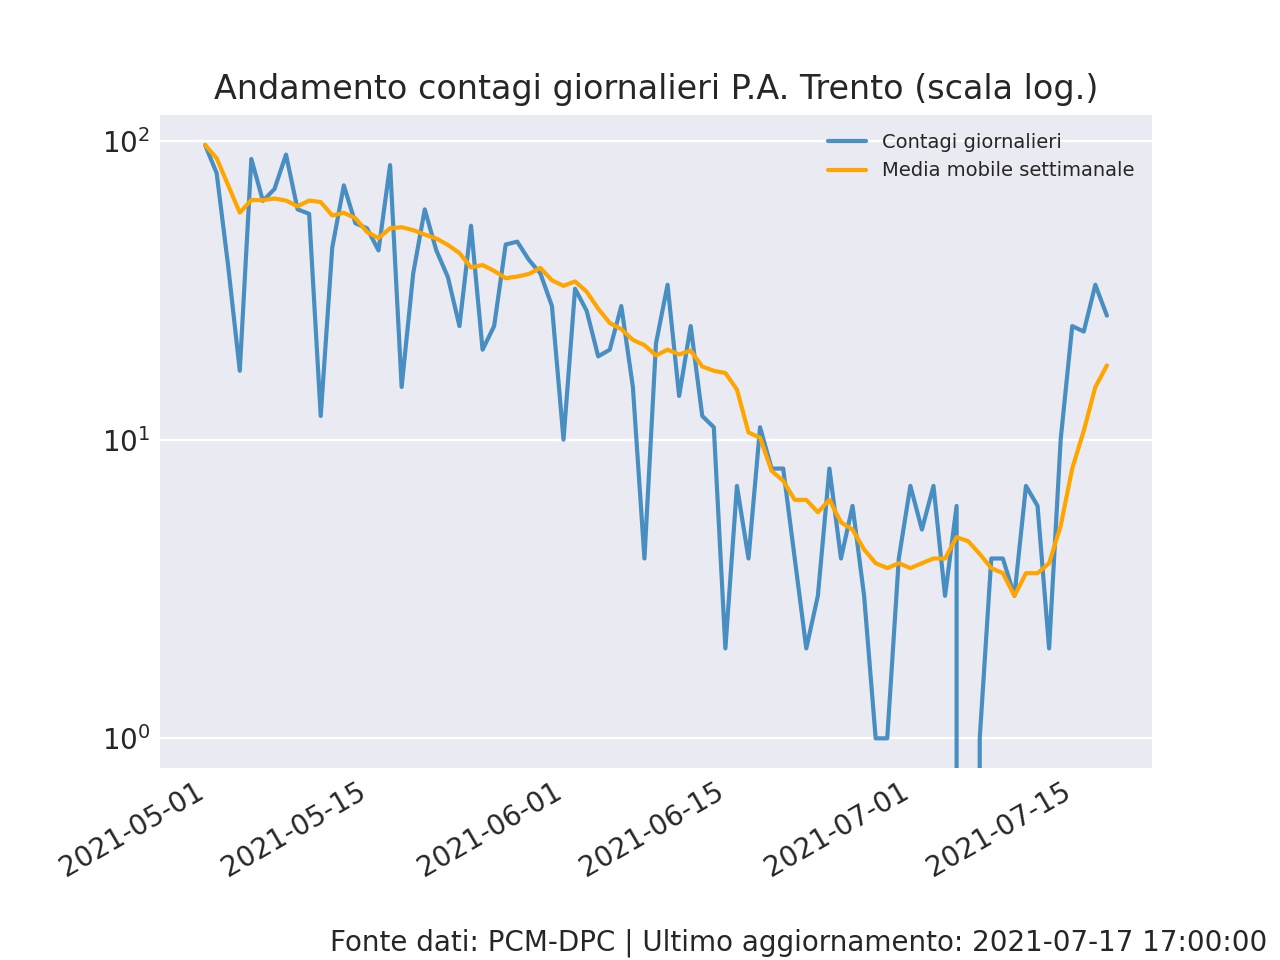 Andamento contagi giornalieri P.A. Trento (scala log.)
Contagi giornalieri
Media mobile settimanale
10²
10¹
10⁰
2021-05-01
2021-05-15
2021-06-01
2021-06-15
2021-07-01
2021-07-15
Fonte dati: PCM-DPC | Ultimo aggiornamento: 2021-07-17 17:00:00